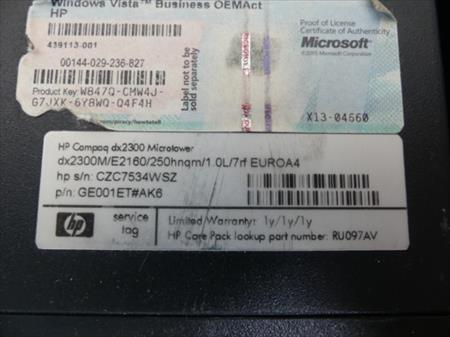 Windows Vista™ Business OEMAct
HP
439113-001
00144-029-236-827
Product Key: W847Q-CMW4J-
G7JXK-6Y8WQ-Q4F4H
Label not to be
sold separately
Proof of License
Certificate of Authenticity
Microsoft
X13-04660
HP Compaq dx2300 Microtower
dx2300M/E2160/250hnqm/1.0L/7rf EUROA4
hp s/n: CZC7534WSZ
p/n: GE001ET#AK6
hp
service
tag
Limited Warranty: 1y/1y/1y
HP Care Pack lookup part number: RU097AV